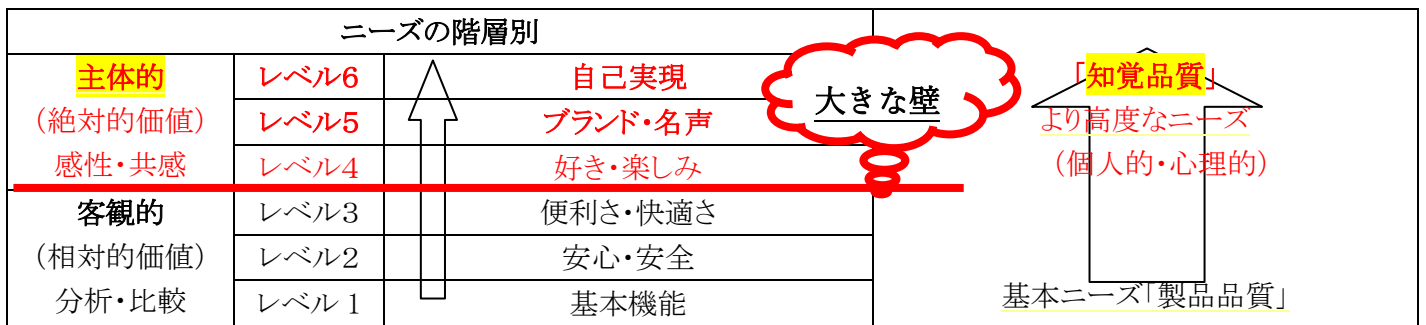 ニーズの階層別
主体的 レベル6 自己実現
(絶対的価値) レベル5 ブランド・名声
感性・共感 レベル4 好き・楽しみ
客観的 レベル3 便利さ・快適さ
(相対的価値) レベル2 安心・安全
分析・比較 レベル1 基本機能
大きな壁
「知覚品質」
より高度なニーズ
(個人的・心理的)
基本ニーズ「製品品質」